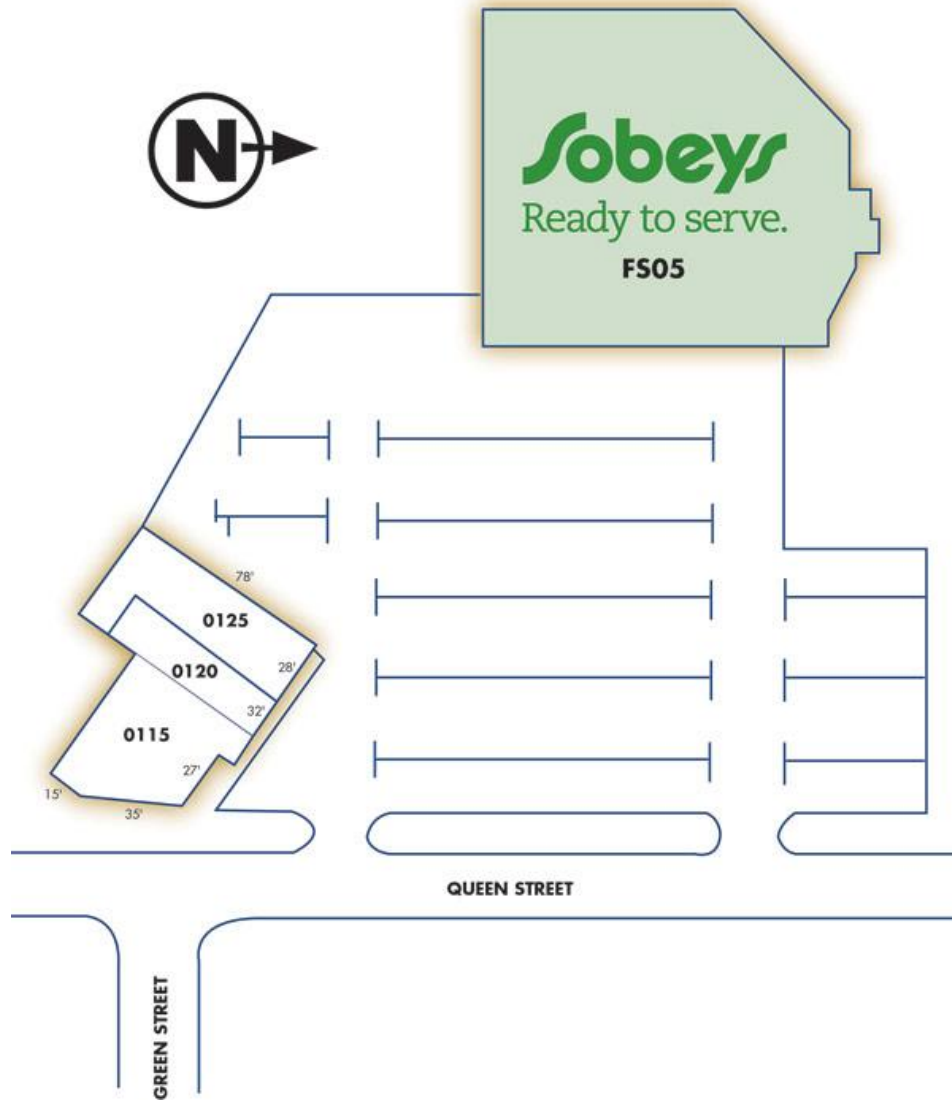 N
Sobeys
Ready to serve.
FS05
78'
0125
28'
0120
32'
0115
27'
15'
35'
QUEEN STREET
GREEN STREET